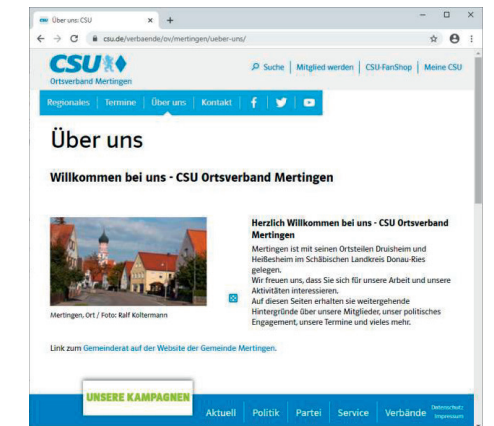 Über uns: CSU
csu.de/verbaende/ov/mertingen/ueber-uns/
CSU
Ortsverband Mertingen
Suche | Mitglied werden | CSU-FanShop | Meine CSU
Regionales | Termine | Über uns | Kontakt
Über uns
Willkommen bei uns - CSU Ortsverband Mertingen
Herzlich Willkommen bei uns - CSU Ortsverband
Mertingen
Mertingen ist mit seinen Ortsteilen Druisheim und
Heißesheim im Schäbischen Landkreis Donau-Ries
gelegen.
Wir freuen uns, dass Sie sich für unsere Arbeit und unsere
Aktivitäten interessieren.
Auf diesen Seiten erhalten sie weitergehende
Hintergründe über unsere Mitglieder, unser politisches
Engagement, unsere Termine und vieles mehr.
Mertingen, Ort / Foto: Ralf Koltermann
Link zum Gemeinderat auf der Website der Gemeinde Mertingen.
UNSERE KAMPAGNEN
Aktuell Politik Partei Service Verbände
Datenschutz
Impressum